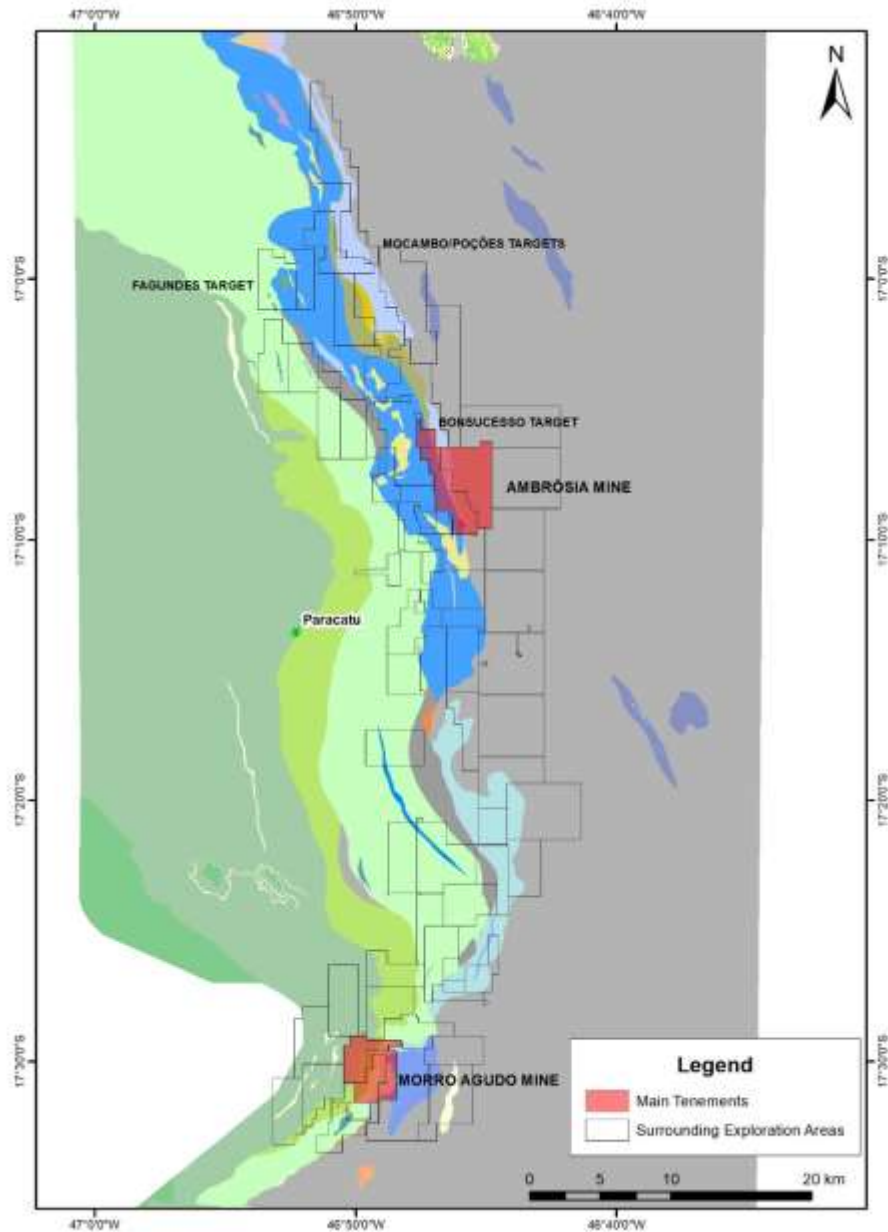 47°0'0"W
46°50'0"W
46°40'0"W
N
MOCAMBO/POÇÕES TARGETS
17°0'0"S
17°0'0"S
FAGUNDES TARGET
BONSUCESSO TARGET
AMBRÓSIA MINE
17°10'0"S
17°10'0"S
Paracatu
17°20'0"S
17°20'0"S
17°30'0"S
17°30'0"S
MORRO AGUDO MINE
Legend
Main Tenements
Surrounding Exploration Areas
0 5 10 20 km
47°0'0"W
46°50'0"W
46°40'0"W